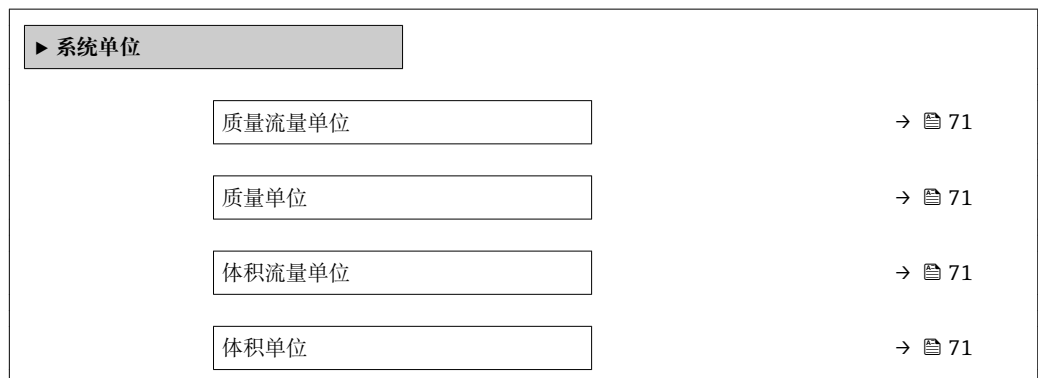 ▶ 系统单位
质量流量单位 → 71
质量单位 → 71
体积流量单位 → 71
体积单位 → 71